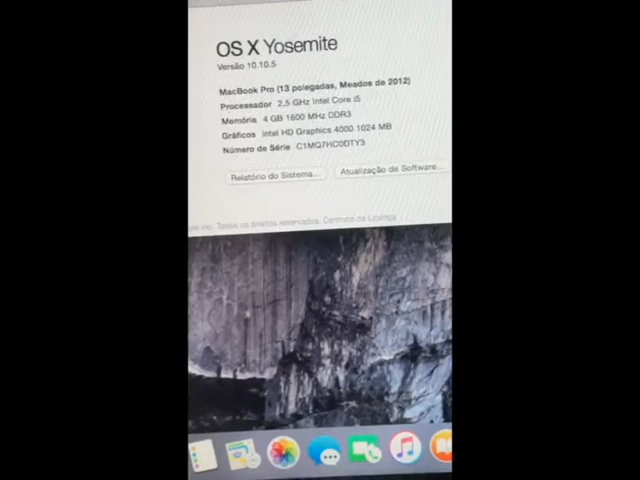 OS X Yosemite
Versão 10.10.5
MacBook Pro (13 polegadas, Meados de 2012)
Processador 2,5 GHz Intel Core i5
Memória 4 GB 1600 MHz DDR3
Gráficos Intel HD Graphics 4000 1024 MB
Número de Série C1MQ7HC0DTY3
Relatório do Sistema... Atualização de Software...
Inc. Todos os direitos reservados. Contrato de Licença